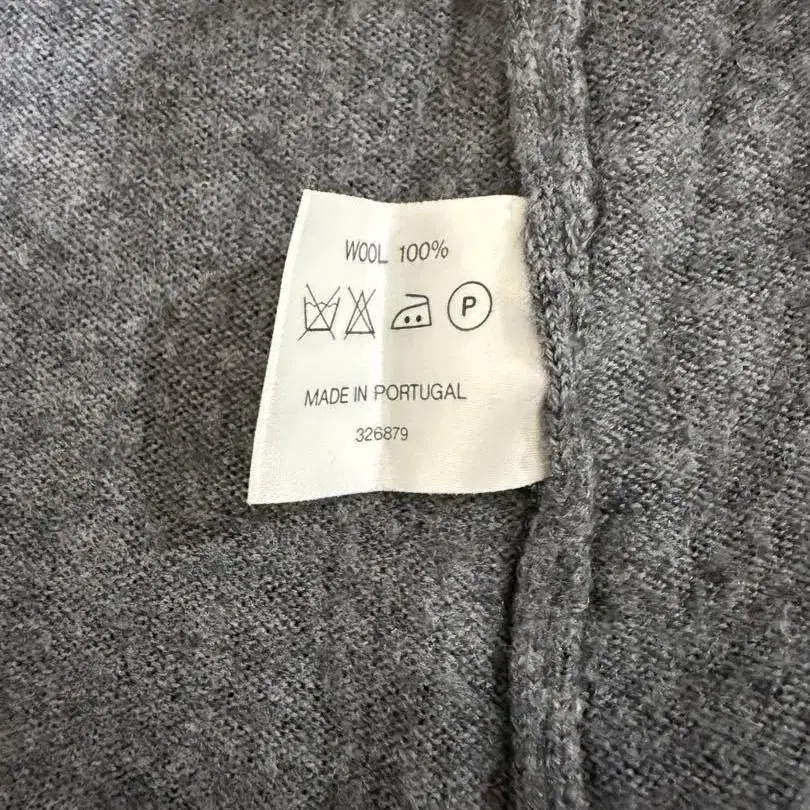 WOOL 100%
P
MADE IN PORTUGAL
326879